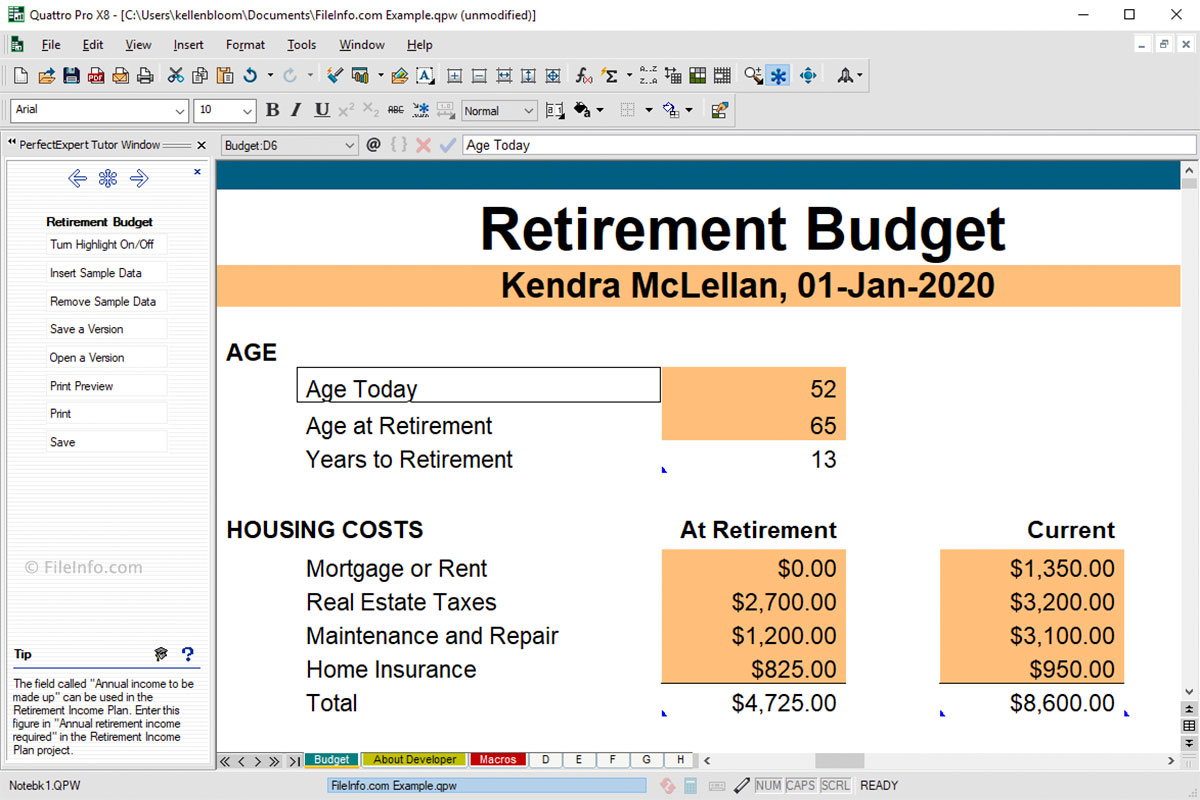 Quattro Pro X8 - [C:\Users\kellenbloom\Documents\FileInfo.com Example.qpw (unmodified)]
File Edit View Insert Format Tools Window Help
Arial 10 B I U x² X₂ ABC Normal
PerfectExpert Tutor Window
Budget:D6 @ { } Age Today
Retirement Budget
Turn Highlight On/Off
Insert Sample Data
Remove Sample Data
Save a Version
Open a Version
Print Preview
Print
Save
© FileInfo.com
Tip
The field called "Annual income to be
made up" can be used in the
Retirement Income Plan. Enter this
figure in "Annual retirement income
required" in the Retirement Income
Plan project.
Retirement Budget
Kendra McLellan, 01-Jan-2020
AGE
Age Today 52
Age at Retirement 65
Years to Retirement 13
HOUSING COSTS At Retirement Current
Mortgage or Rent $0.00 $1,350.00
Real Estate Taxes $2,700.00 $3,200.00
Maintenance and Repair $1,200.00 $3,100.00
Home Insurance $825.00 $950.00
Total $4,725.00 $8,600.00
Budget About Developer Macros D E F G H
Notebk1.QPW FileInfo.com Example.qpw NUM CAPS SCRL READY